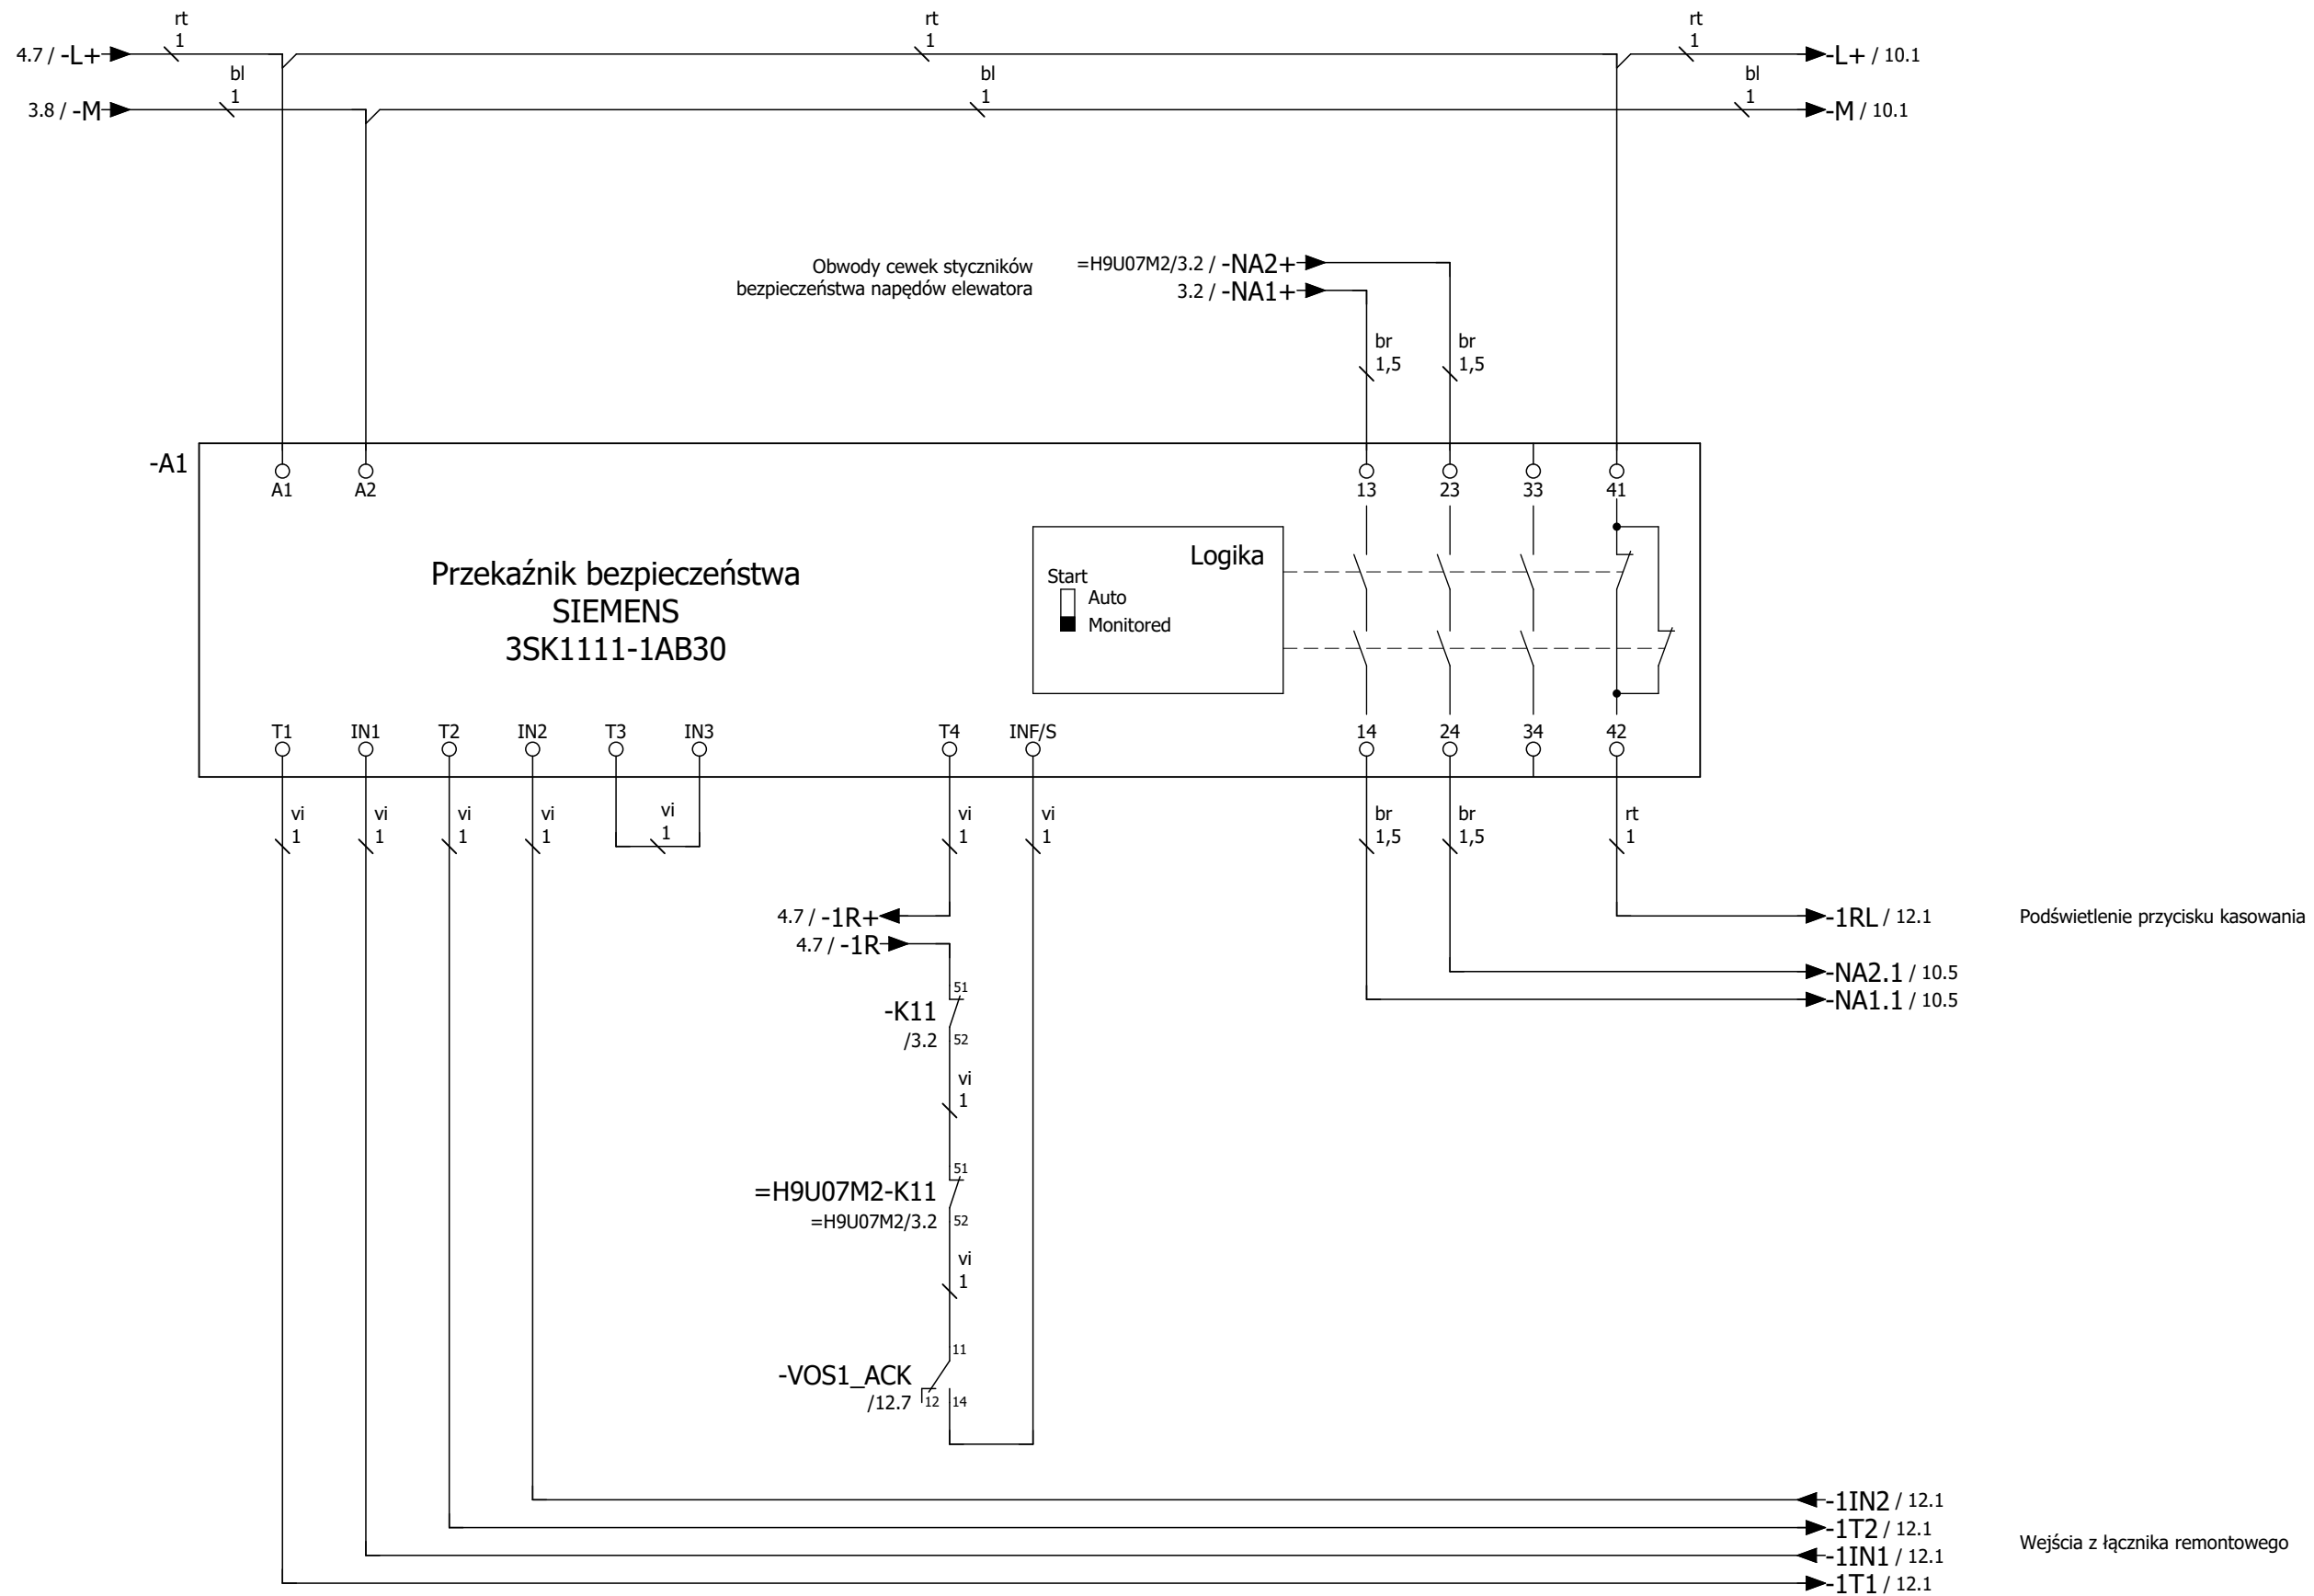 rt
1
rt
1
rt
1
4.7 / -L+
-L+ / 10.1
bl
1
bl
1
bl
1
3.8 / -M
-M / 10.1
Obwody cewek styczników
bezpieczeństwa napędów elewatora
=H9U07M2/3.2 / -NA2+
3.2 / -NA1+
br
1,5
br
1,5
-A1
A1
A2
13
23
33
41
Przekaźnik bezpieczeństwa
SIEMENS
3SK1111-1AB30
Logika
Start
Auto
Monitored
T1
IN1
T2
IN2
T3
IN3
T4
INF/S
14
24
34
42
vi
1
vi
1
vi
1
vi
1
vi
1
vi
1
vi
1
br
1,5
br
1,5
rt
1
4.7 / -1R+
4.7 / -1R
-1RL / 12.1
Podświetlenie przycisku kasowania
-NA2.1 / 10.5
-NA1.1 / 10.5
51
-K11
/3.2
52
vi
1
51
=H9U07M2-K11
=H9U07M2/3.2
52
vi
1
11
-VOS1_ACK
/12.7
12
14
-1IN2 / 12.1
-1T2 / 12.1
Wejścia z łącznika remontowego
-1IN1 / 12.1
-1T1 / 12.1